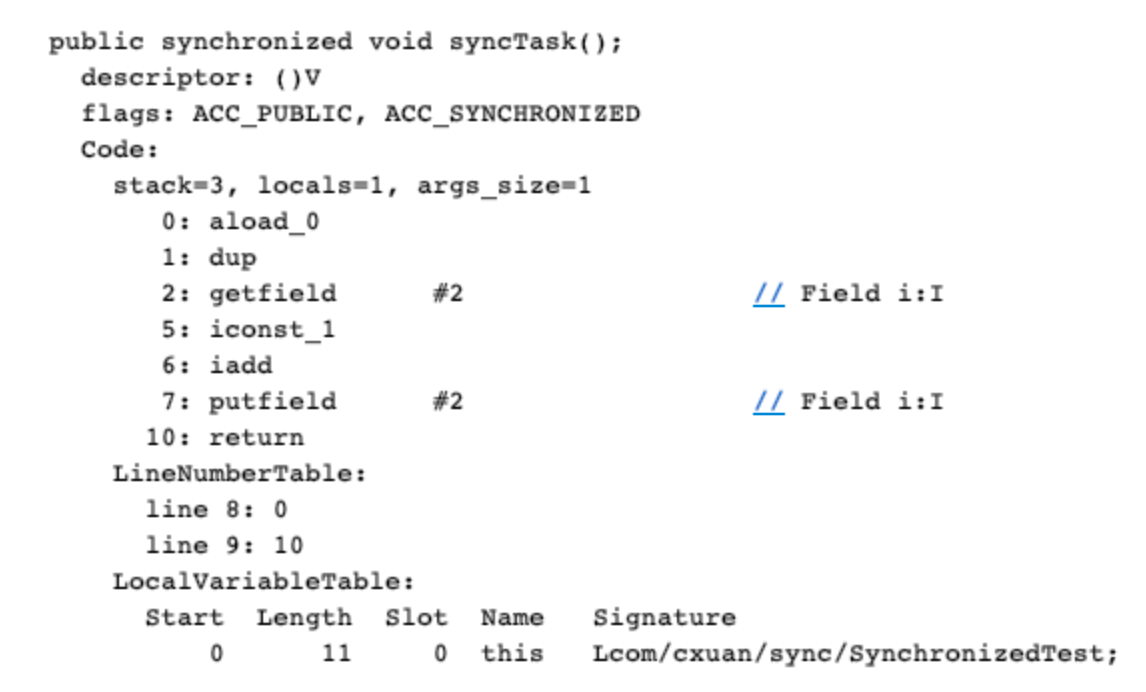 public synchronized void syncTask();
descriptor: ()V
flags: ACC_PUBLIC, ACC_SYNCHRONIZED
Code:
stack=3, locals=1, args_size=1
0: aload_0
1: dup
2: getfield #2 // Field i:I
5: iconst_1
6: iadd
7: putfield #2 // Field i:I
10: return
LineNumberTable:
line 8: 0
line 9: 10
LocalVariableTable:
Start Length Slot Name Signature
0 11 0 this Lcom/cxuan/sync/SynchronizedTest;